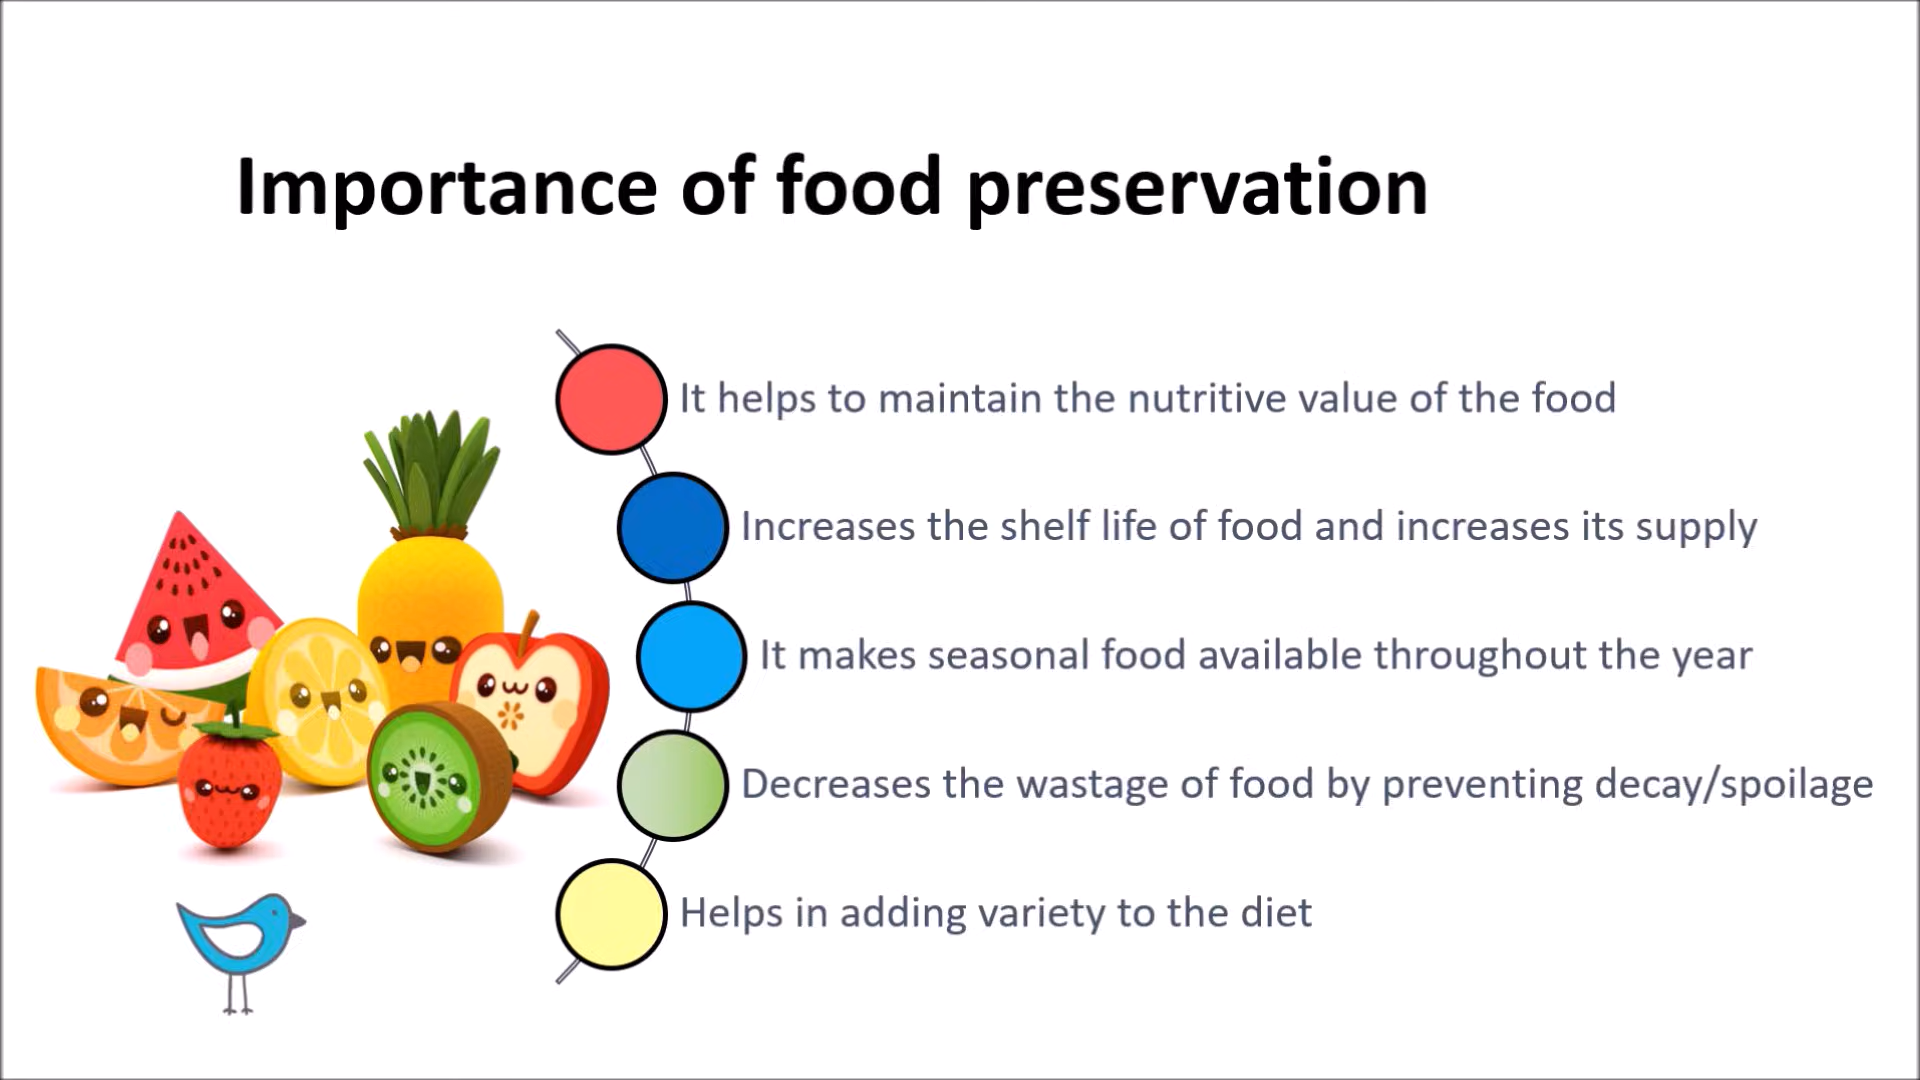 Importance of food preservation
It helps to maintain the nutritive value of the food
Increases the shelf life of food and increases its supply
It makes seasonal food available throughout the year
Decreases the wastage of food by preventing decay/spoilage
Helps in adding variety to the diet